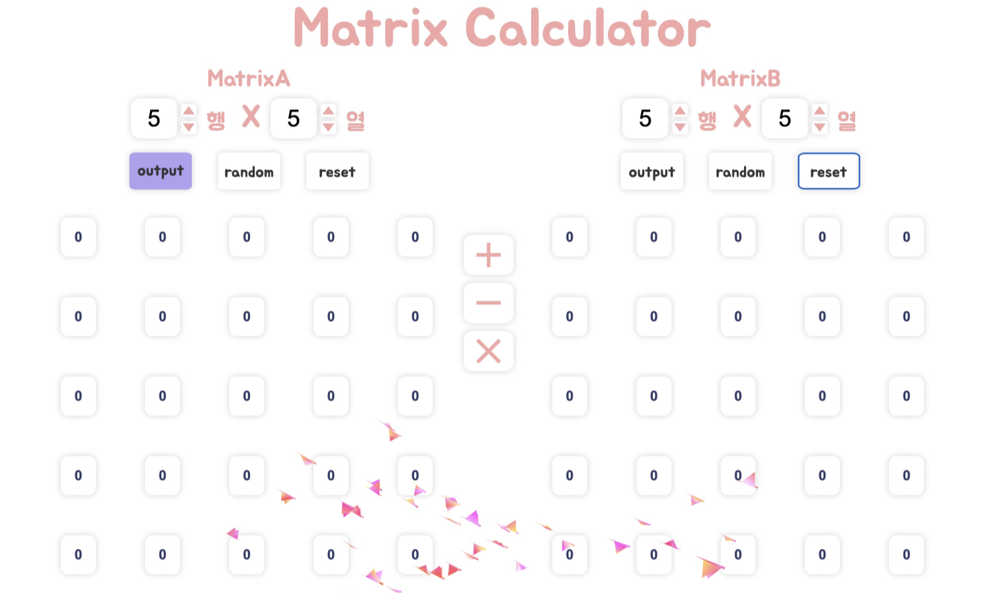 Matrix Calculator
MatrixA MatrixB
5 행 X 5 열 5 행 X 5 열
output random reset output random reset
0 0 0 0 0 0 0 0 0 0
+
0 0 0 0 0 0 0 0 0 0
−
×
0 0 0 0 0 0 0 0 0 0
0 0 0 0 0 0 0 0 0 0
0 0 0 0 0 0 0 0 0 0